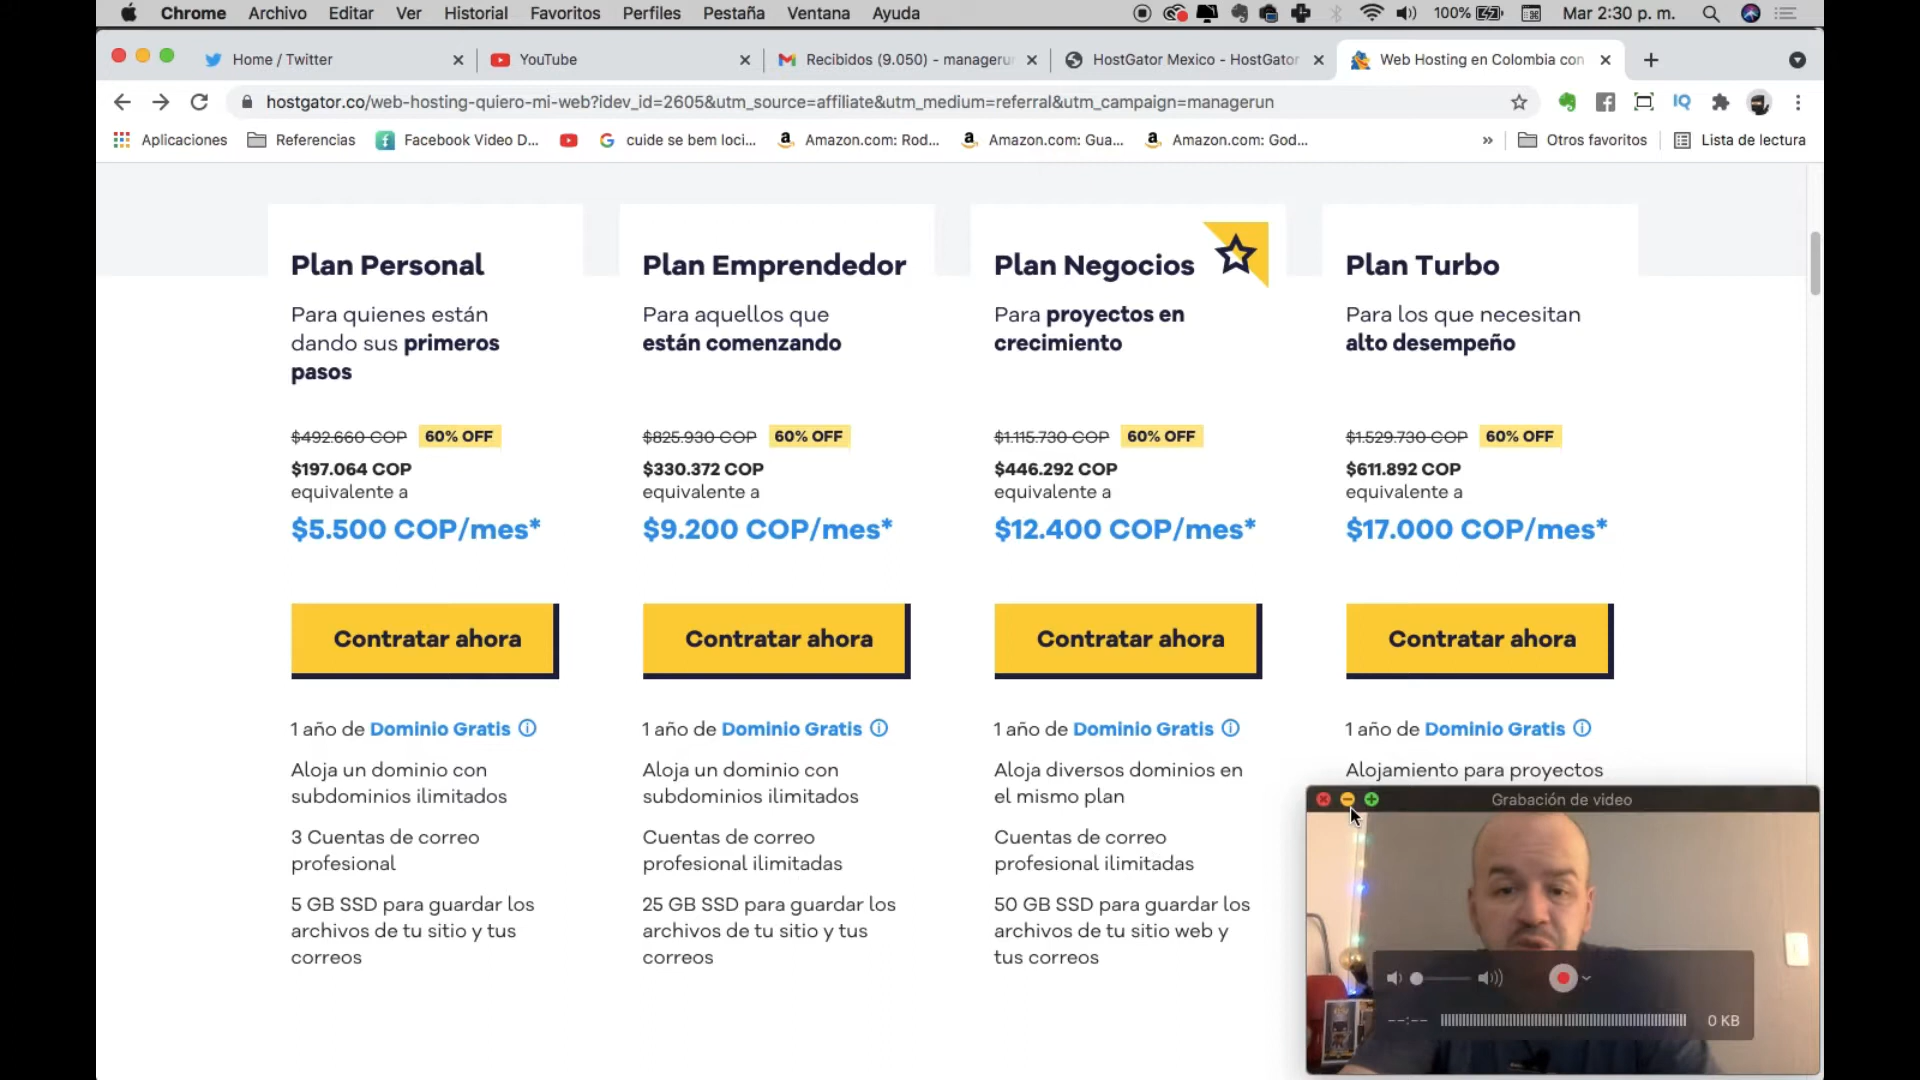 Chrome Archivo Editar Ver Historial Favoritos Perfiles Pestaña Ventana Ayuda 100% Mar 2:30 p. m.
Home / Twitter YouTube Recibidos (9.050) - managerun HostGator Mexico - HostGator Web Hosting en Colombia con
hostgator.co/web-hosting-quiero-mi-web?idev_id=2605&utm_source=affiliate&utm_medium=referral&utm_campaign=managerun
IQ
Aplicaciones Referencias Facebook Video D... cuide se bem loci... Amazon.com: Rod... Amazon.com: Gua... Amazon.com: God... » Otros favoritos Lista de lectura
Plan Personal
Para quienes están
dando sus primeros
pasos
$492.660 COP 60% OFF
$197.064 COP
equivalente a
$5.500 COP/mes*
Contratar ahora
1 año de Dominio Gratis
Aloja un dominio con
subdominios ilimitados
3 Cuentas de correo
profesional
5 GB SSD para guardar los
archivos de tu sitio y tus
correos
Plan Emprendedor
Para aquellos que
están comenzando
$825.930 COP 60% OFF
$330.372 COP
equivalente a
$9.200 COP/mes*
Contratar ahora
1 año de Dominio Gratis
Aloja un dominio con
subdominios ilimitados
Cuentas de correo
profesional ilimitadas
25 GB SSD para guardar los
archivos de tu sitio y tus
correos
Plan Negocios
Para proyectos en
crecimiento
$1.115.730 COP 60% OFF
$446.292 COP
equivalente a
$12.400 COP/mes*
Contratar ahora
1 año de Dominio Gratis
Aloja diversos dominios en
el mismo plan
Cuentas de correo
profesional ilimitadas
50 GB SSD para guardar los
archivos de tu sitio web y
tus correos
Plan Turbo
Para los que necesitan
alto desempeño
$1.529.730 COP 60% OFF
$611.892 COP
equivalente a
$17.000 COP/mes*
Contratar ahora
1 año de Dominio Gratis
Alojamiento para proyectos
Grabación de video
--:--
0 KB